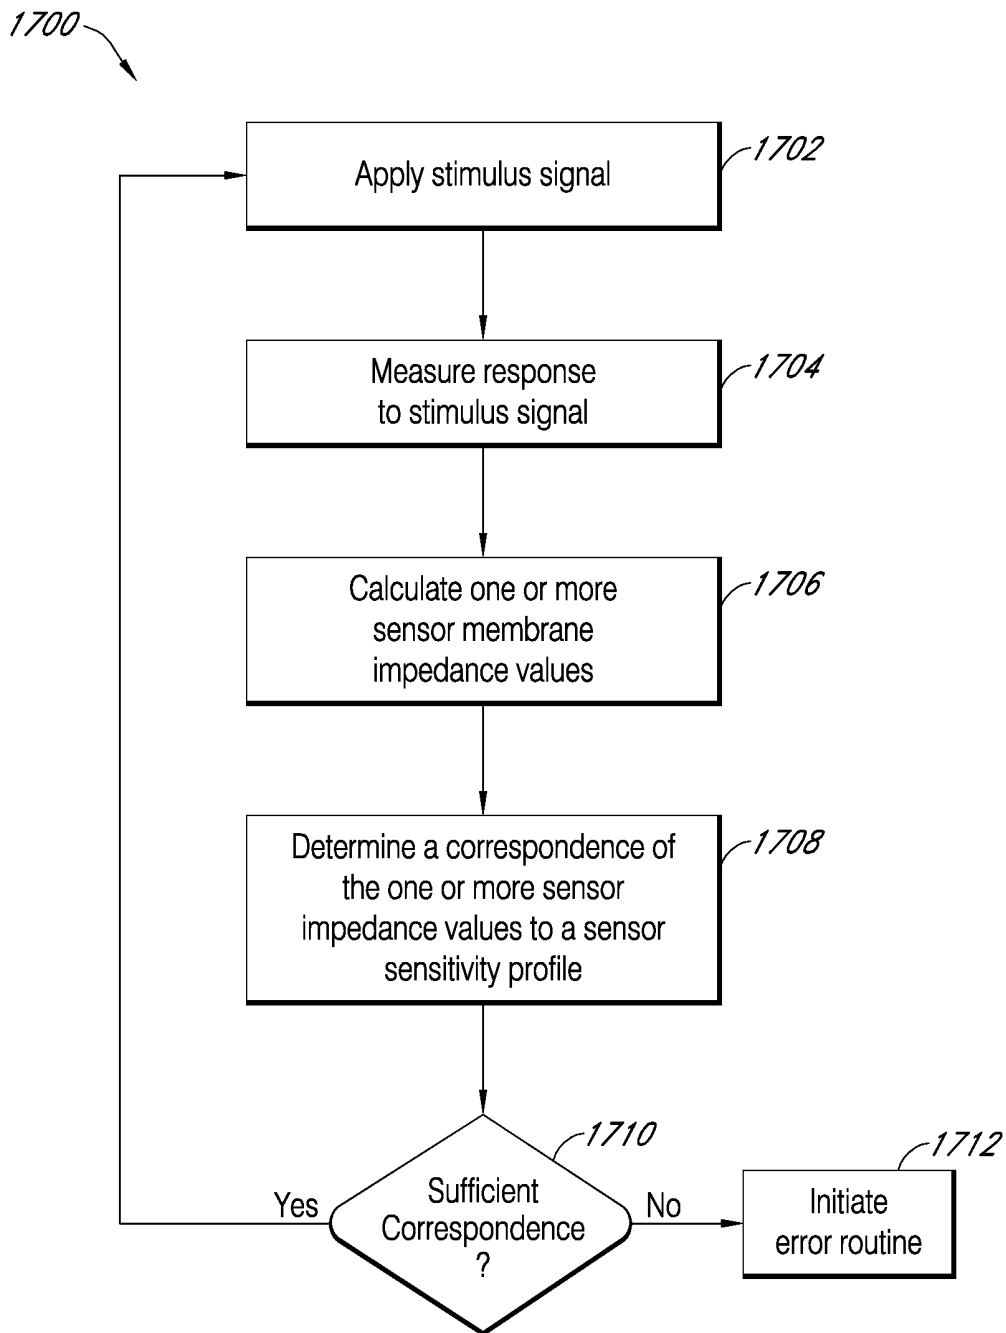 1700
Apply stimulus signal
1702
Measure response
to stimulus signal
1704
Calculate one or more
sensor membrane
impedance values
1706
Determine a correspondence of
the one or more sensor
impedance values to a sensor
sensitivity profile
1708
Sufficient
Correspondence
?
1710
Yes
No
Initiate
error routine
1712